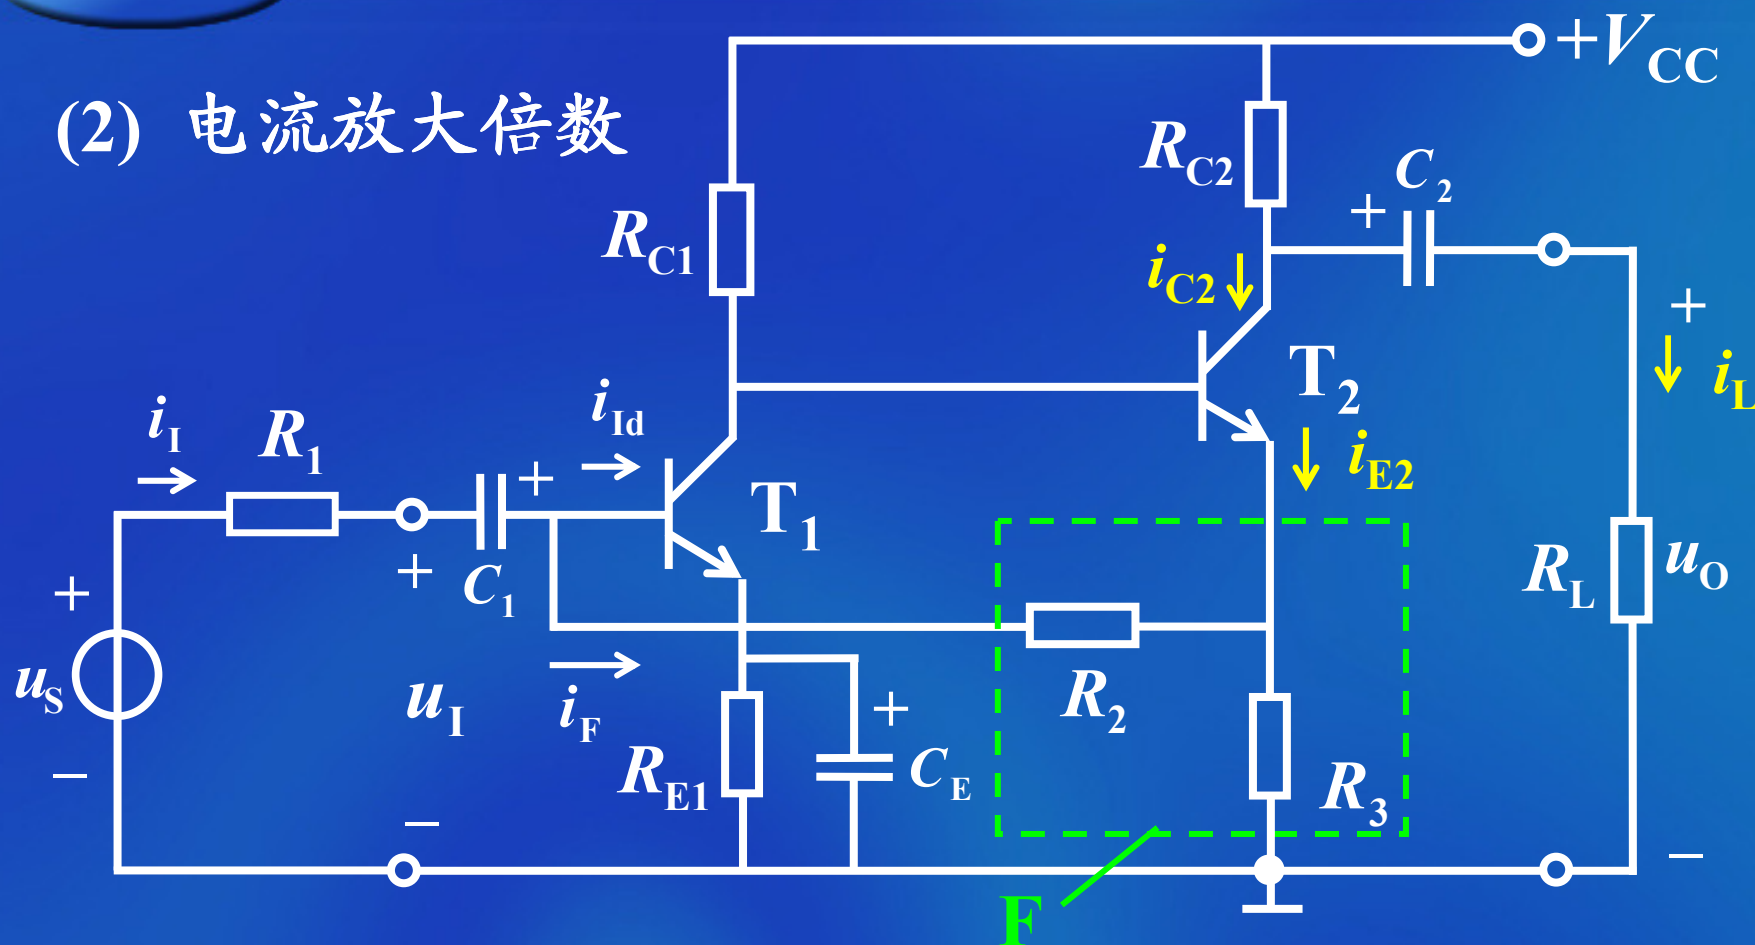 (2) 电流放大倍数
+VCC
RC2
C2
+
RC1
iC2
+
iL
T2
iI
R1
iId
+
iE2
T1
+
C1
+
RL
uO
uS
uI
iF
R2
+
RE1
CE
R3
−
−
−
F